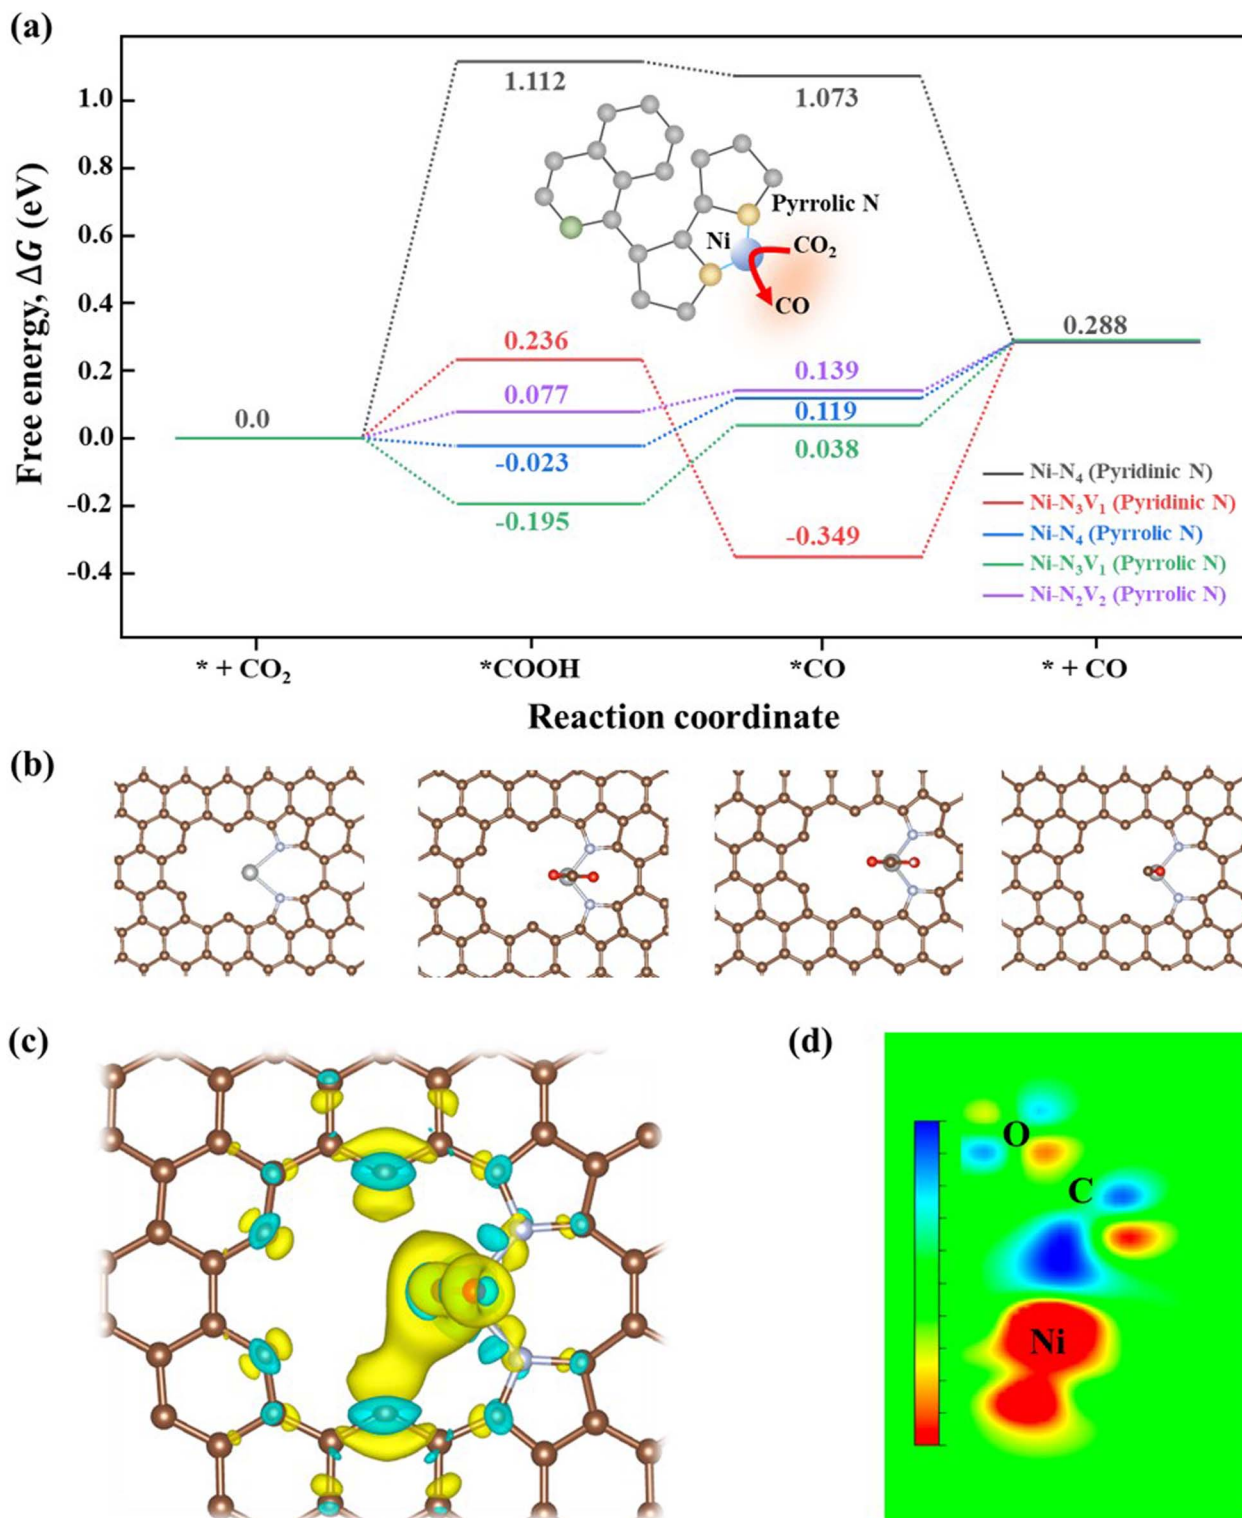 (a)
Free energy, ΔG (eV)
1.0
0.8
0.6
0.4
0.2
0.0
-0.2
-0.4
1.112
1.073
Pyrrolic N
Ni
CO₂
CO
0.236
0.288
0.139
0.077
0.119
0.0
0.038
-0.023
-0.195
-0.349
Ni-N₄ (Pyridinic N)
Ni-N₃V₁ (Pyridinic N)
Ni-N₄ (Pyrrolic N)
Ni-N₃V₁ (Pyrrolic N)
Ni-N₂V₂ (Pyrrolic N)
* + CO₂
*COOH
*CO
* + CO
Reaction coordinate
(b)
(c)
(d)
O
C
Ni